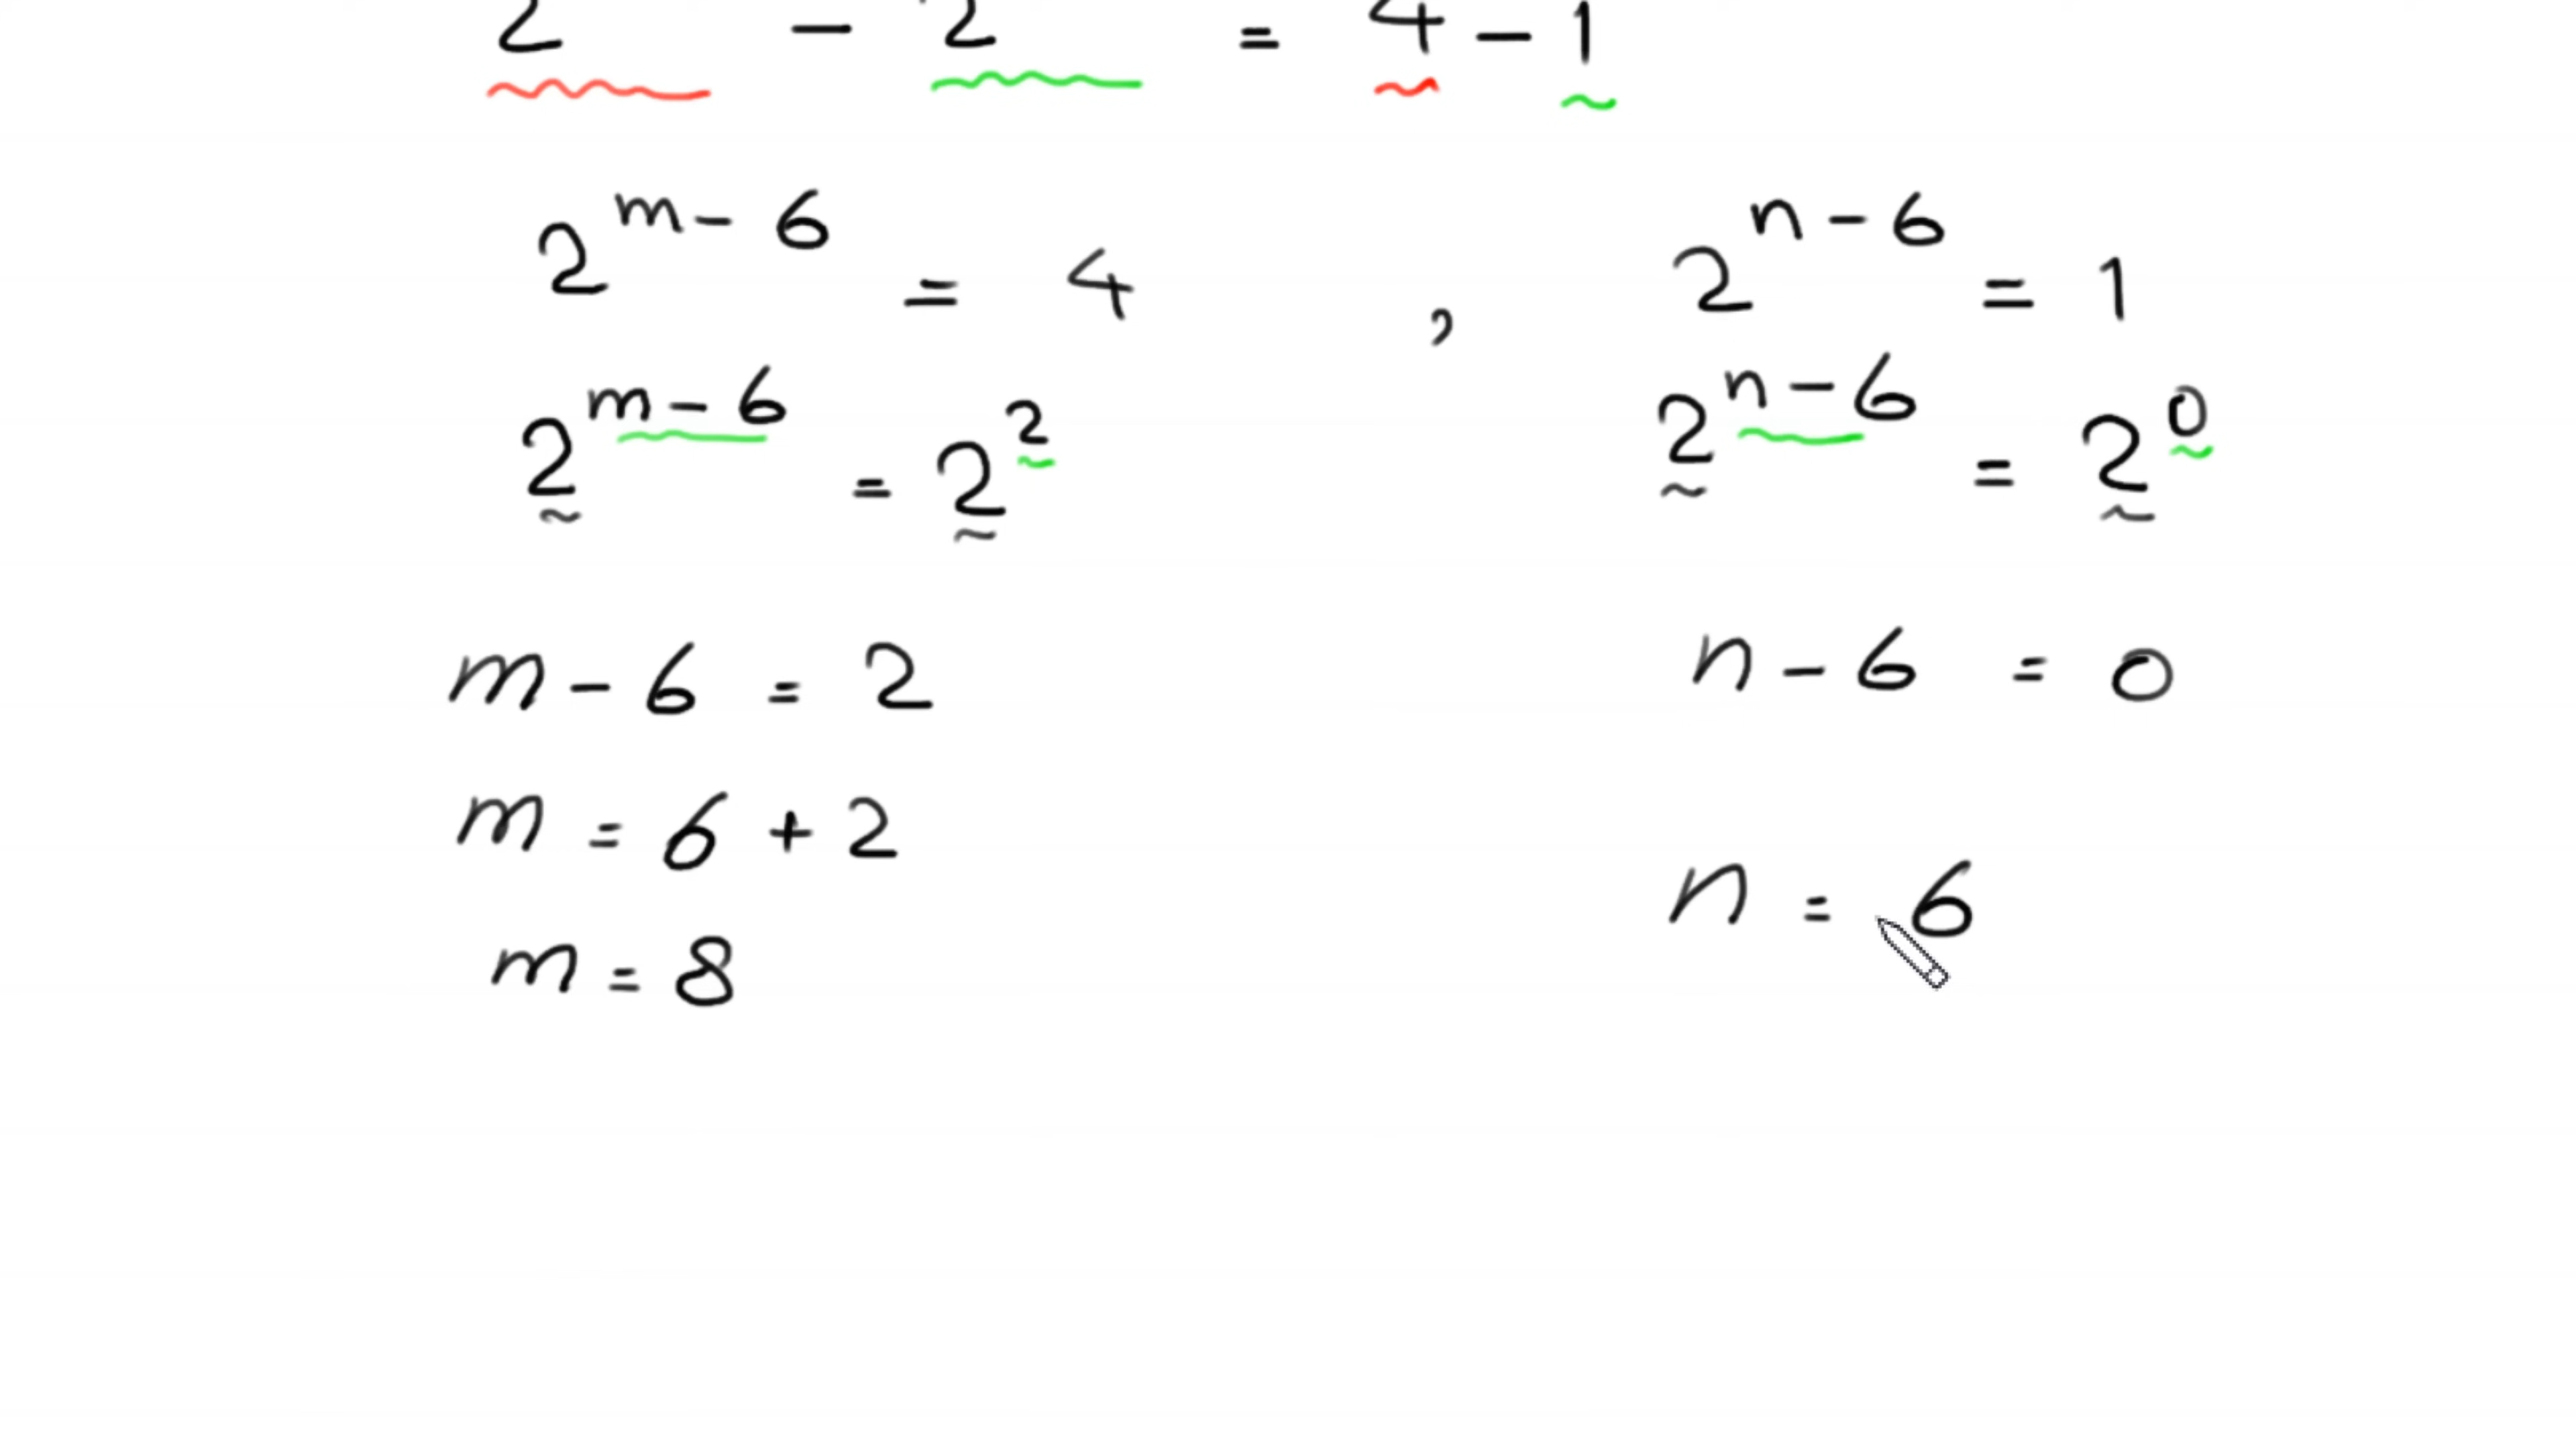 2 - 2 = 4 - 1
2^{m-6} = 4 , 2^{n-6} = 1
2^{m-6} = 2^2 2^{n-6} = 2^0
m - 6 = 2 n - 6 = 0
m = 6 + 2
n = 6
m = 8